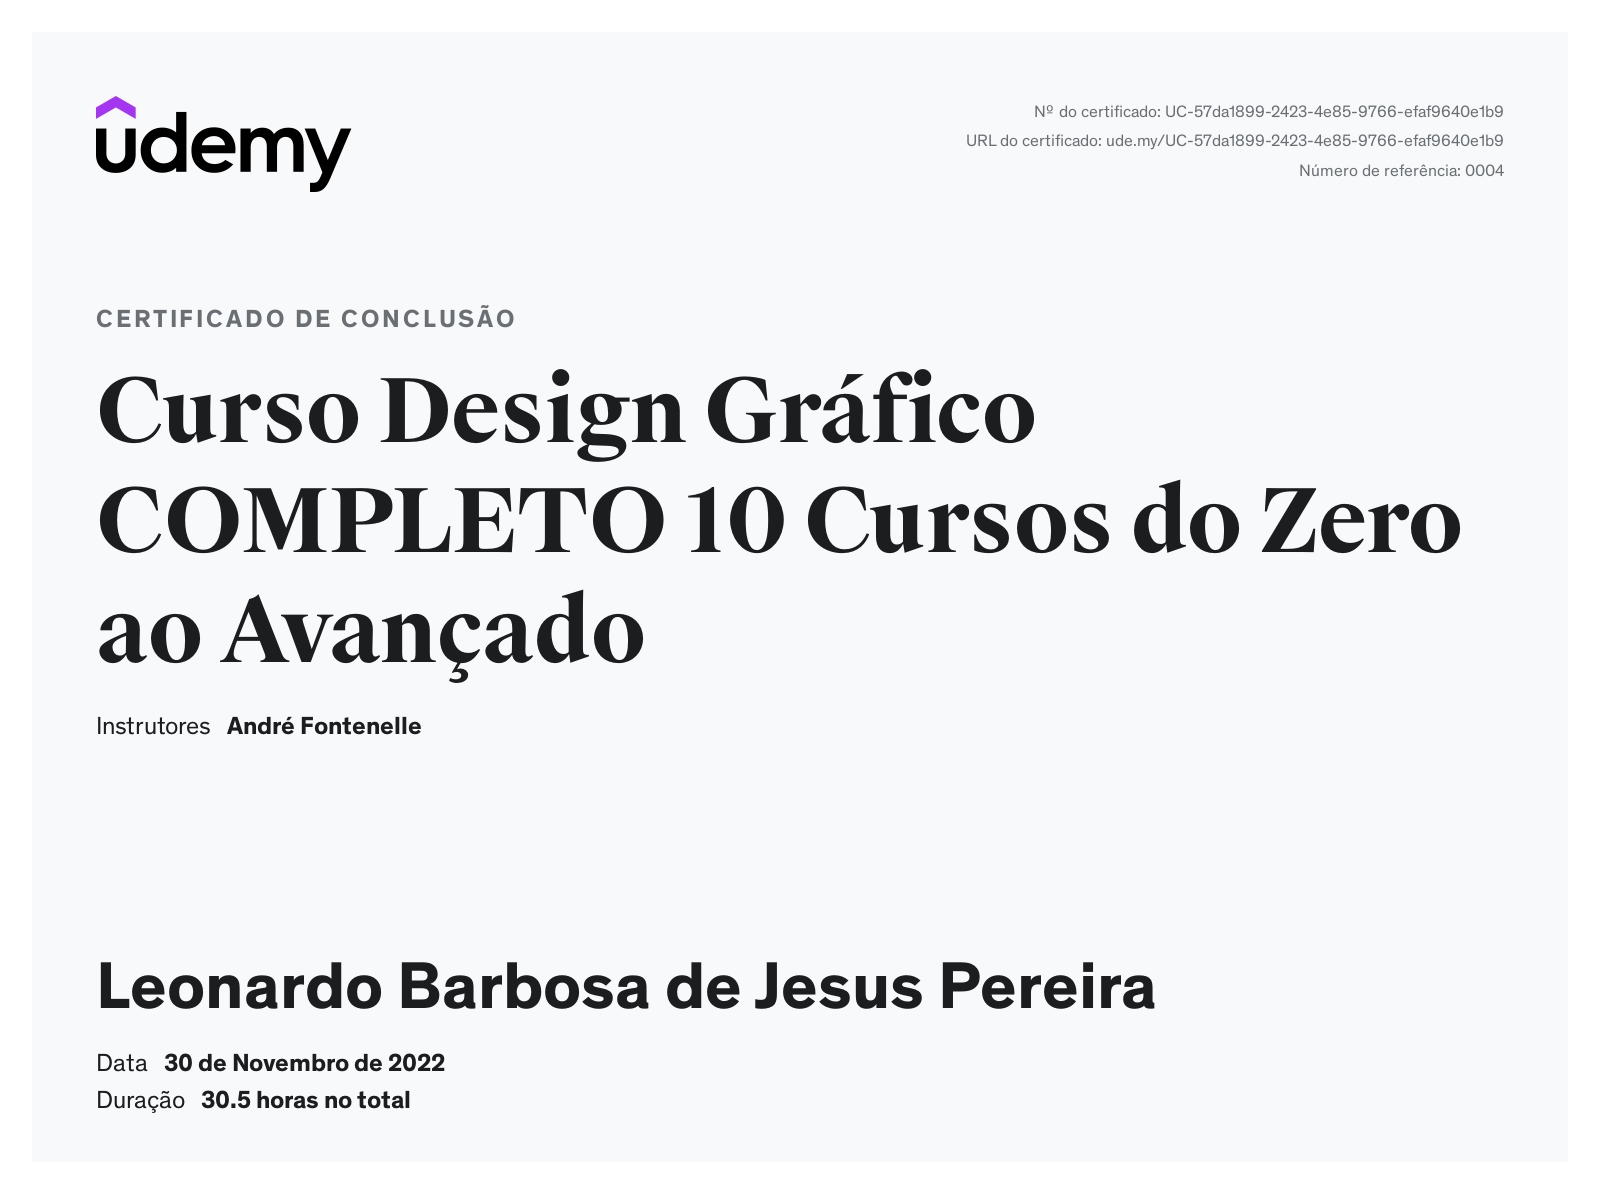 udemy
Nº do certificado: UC-57da1899-2423-4e85-9766-efaf9640e1b9
URL do certificado: ude.my/UC-57da1899-2423-4e85-9766-efaf9640e1b9
Número de referência: 0004
CERTIFICADO DE CONCLUSÃO
Curso Design Gráfico
COMPLETO 10 Cursos do Zero
ao Avançado
Instrutores André Fontenelle
Leonardo Barbosa de Jesus Pereira
Data 30 de Novembro de 2022
Duração 30.5 horas no total